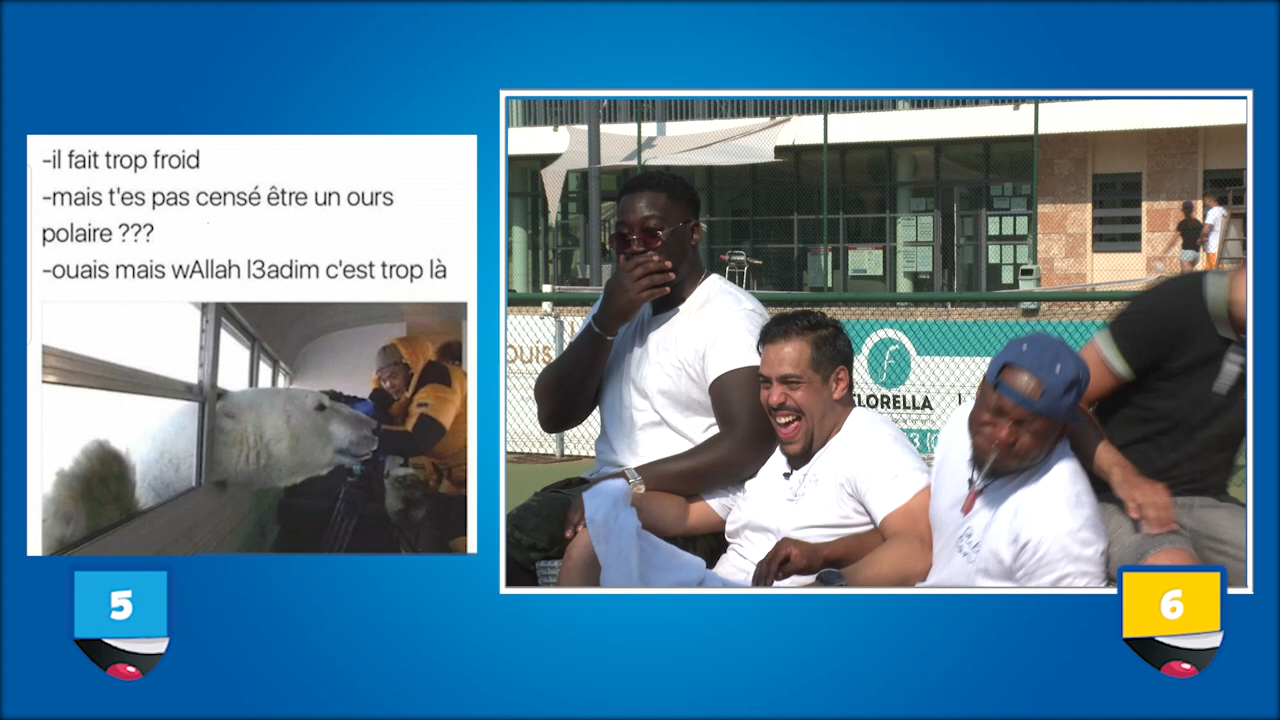 -il fait trop froid
-mais t'es pas censé être un ours
polaire ???
-ouais mais wAllah l3adim c'est trop là
OUIS
FLORELLA
5
6